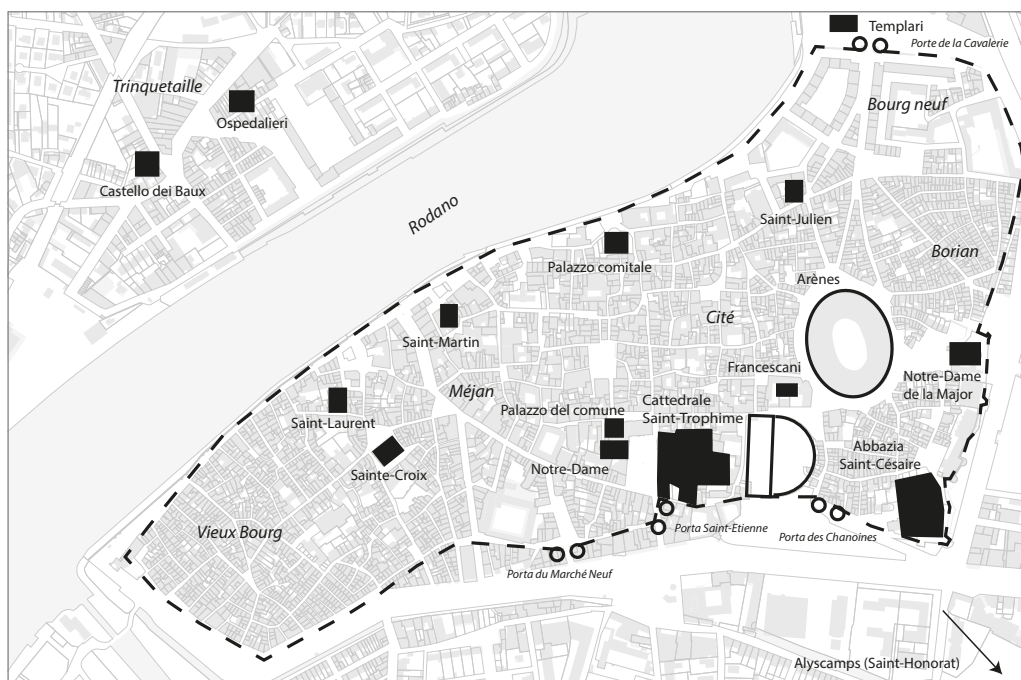 Templari
Porte de la Cavalerie
Trinquetaille
Ospedalieri
Bourg neuf
Castello dei Baux
Rodano
Saint-Julien
Palazzo comitale
Borian
Arènes
Cité
Saint-Martin
Francescani
Notre-Dame
de la Major
Méjan
Saint-Laurent
Palazzo del comune
Cattedrale
Saint-Trophime
Sainte-Croix
Notre-Dame
Abbazia
Saint-Césaire
Vieux Bourg
Porta Saint-Etienne
Porta des Chanoines
Porta du Marché Neuf
Alyscamps (Saint-Honorat)